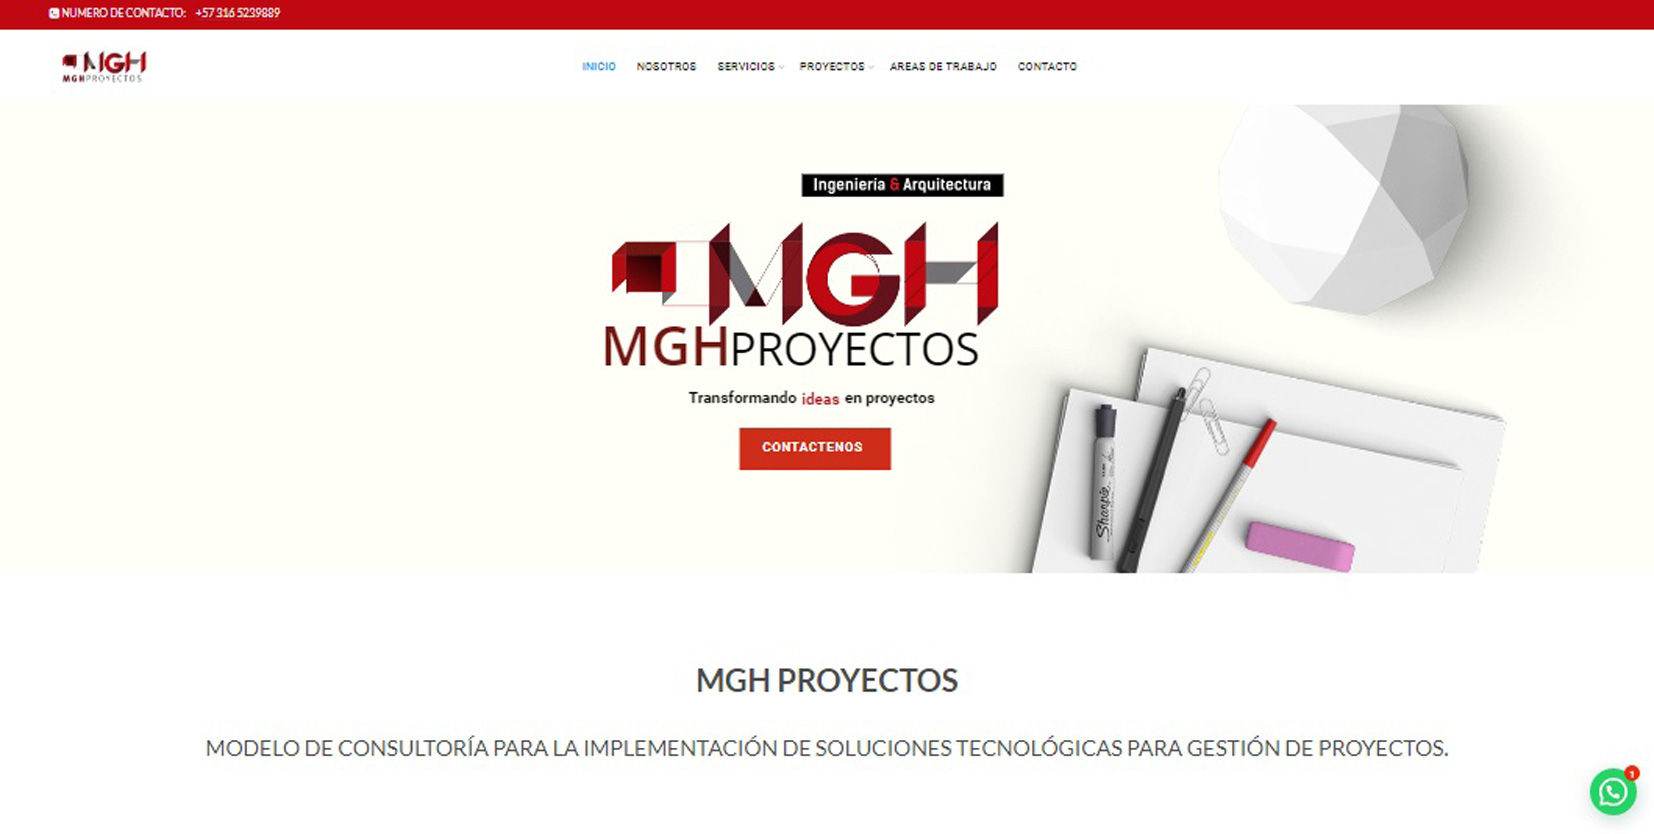 NUMERO DE CONTACTO: +57 316 5239889
MGH
MGHPROYECTOS
INICIO NOSOTROS SERVICIOS PROYECTOS AREAS DE TRABAJO CONTACTO
Ingeniería & Arquitectura
MGH
MGHPROYECTOS
Transformando ideas en proyectos
CONTACTENOS
Sharpie
MGH PROYECTOS
MODELO DE CONSULTORÍA PARA LA IMPLEMENTACIÓN DE SOLUCIONES TECNOLÓGICAS PARA GESTIÓN DE PROYECTOS.
1